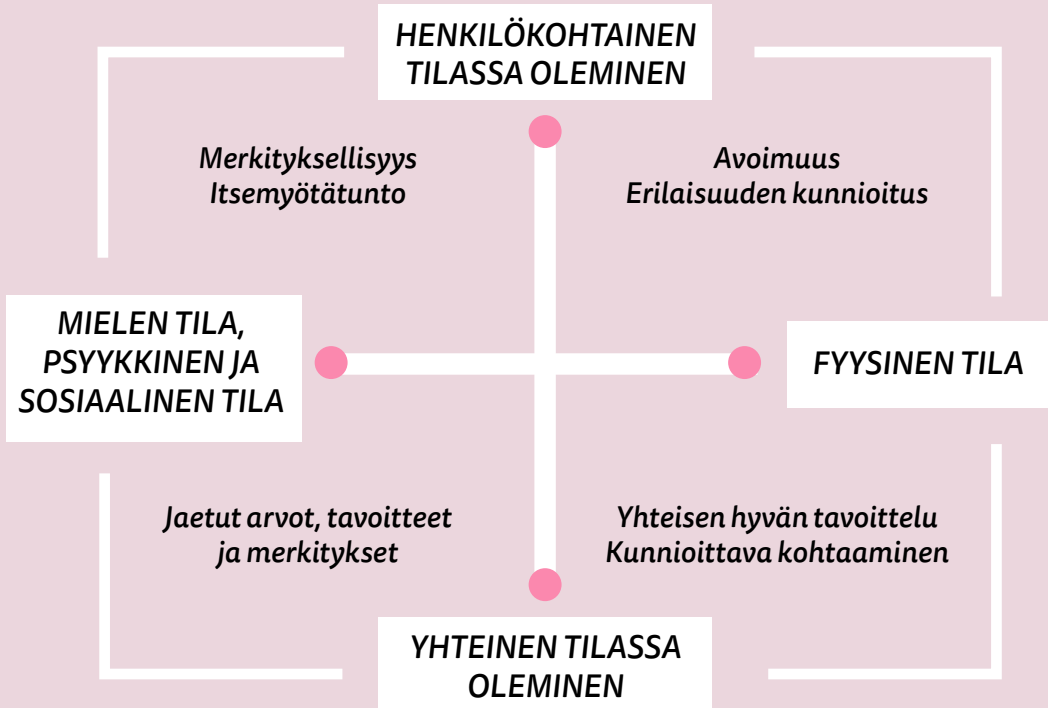 HENKILÖKOHTAINEN
TILASSA OLEMINEN
Merkityksellisyys
Itsemyötätunto
Avoimuus
Erilaisuuden kunnioitus
MIELEN TILA,
PSYYKKINEN JA
SOSIAALINEN TILA
FYYSINEN TILA
Jaetut arvot, tavoitteet
ja merkitykset
Yhteisen hyvän tavoittelu
Kunnioittava kohtaaminen
YHTEINEN TILASSA
OLEMINEN